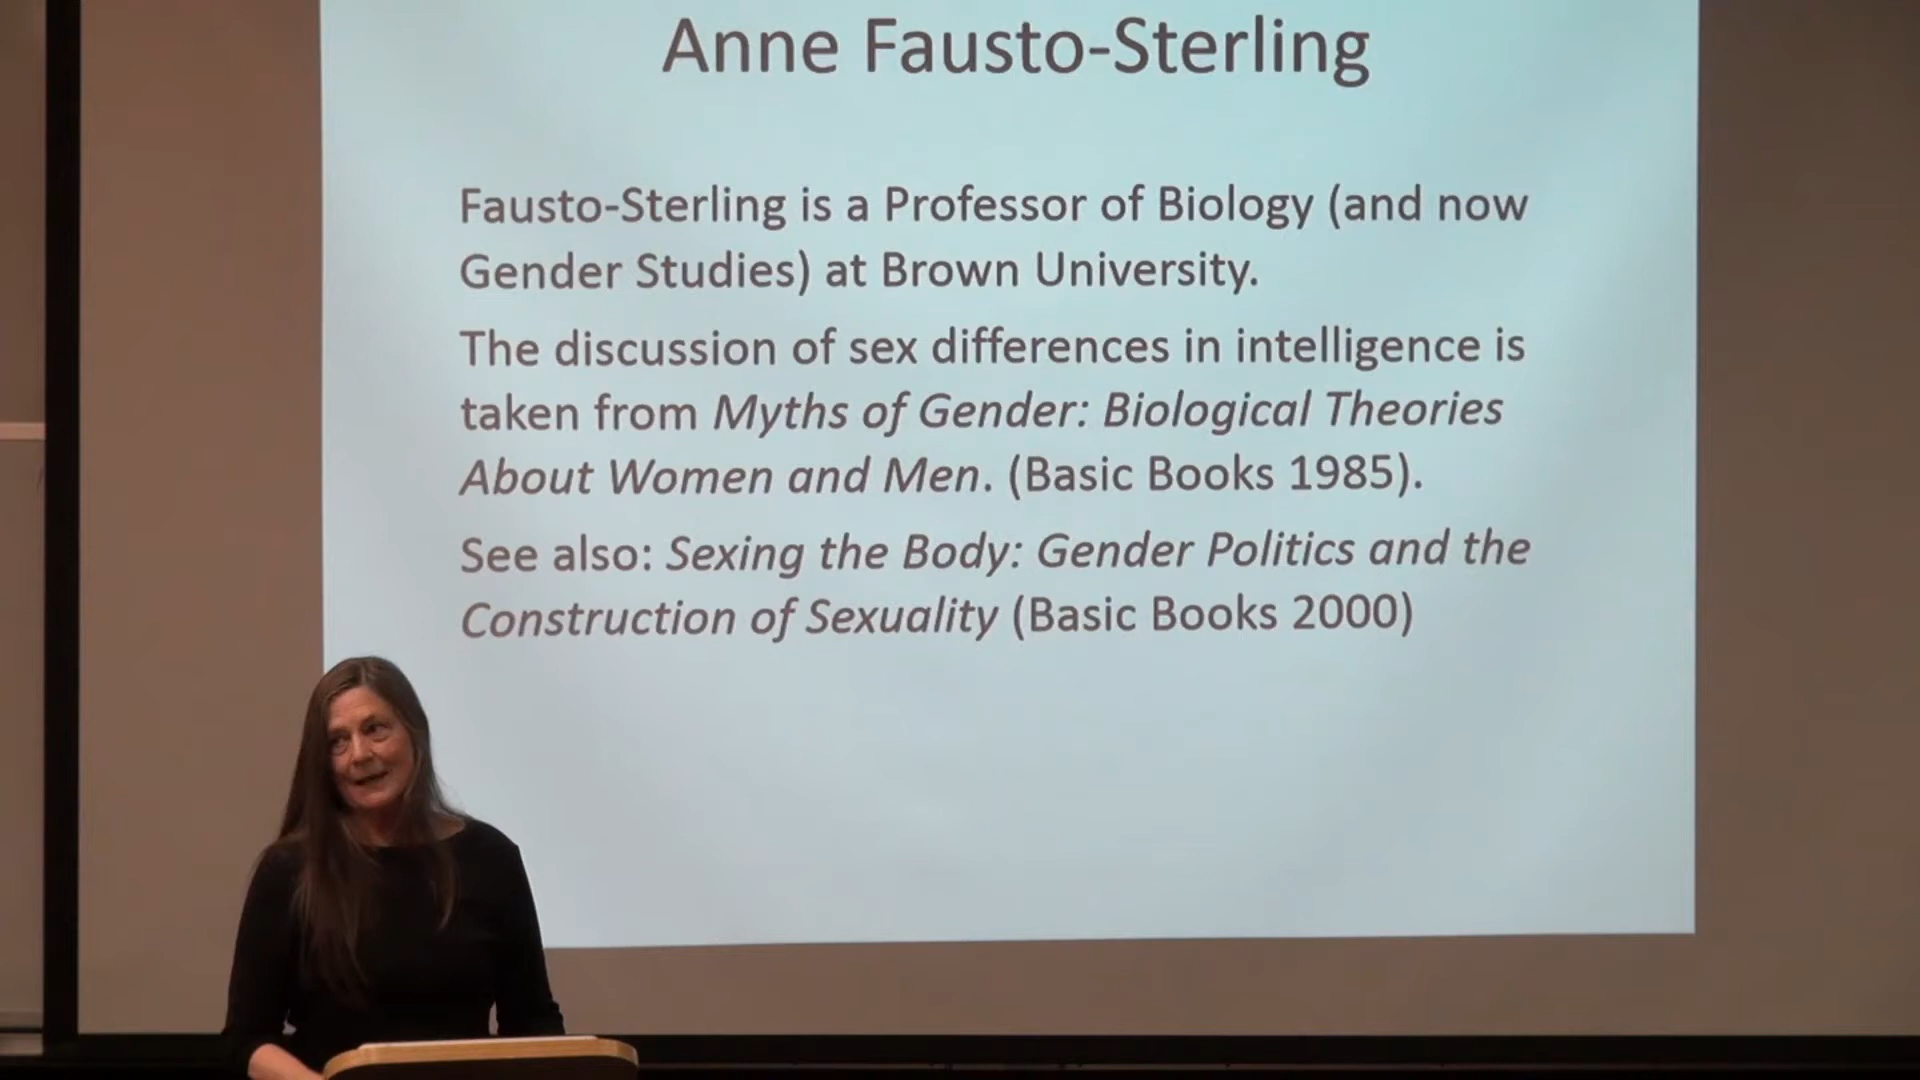 Anne Fausto-Sterling
Fausto-Sterling is a Professor of Biology (and now
Gender Studies) at Brown University.
The discussion of sex differences in intelligence is
taken from Myths of Gender: Biological Theories
About Women and Men. (Basic Books 1985).
See also: Sexing the Body: Gender Politics and the
Construction of Sexuality (Basic Books 2000)